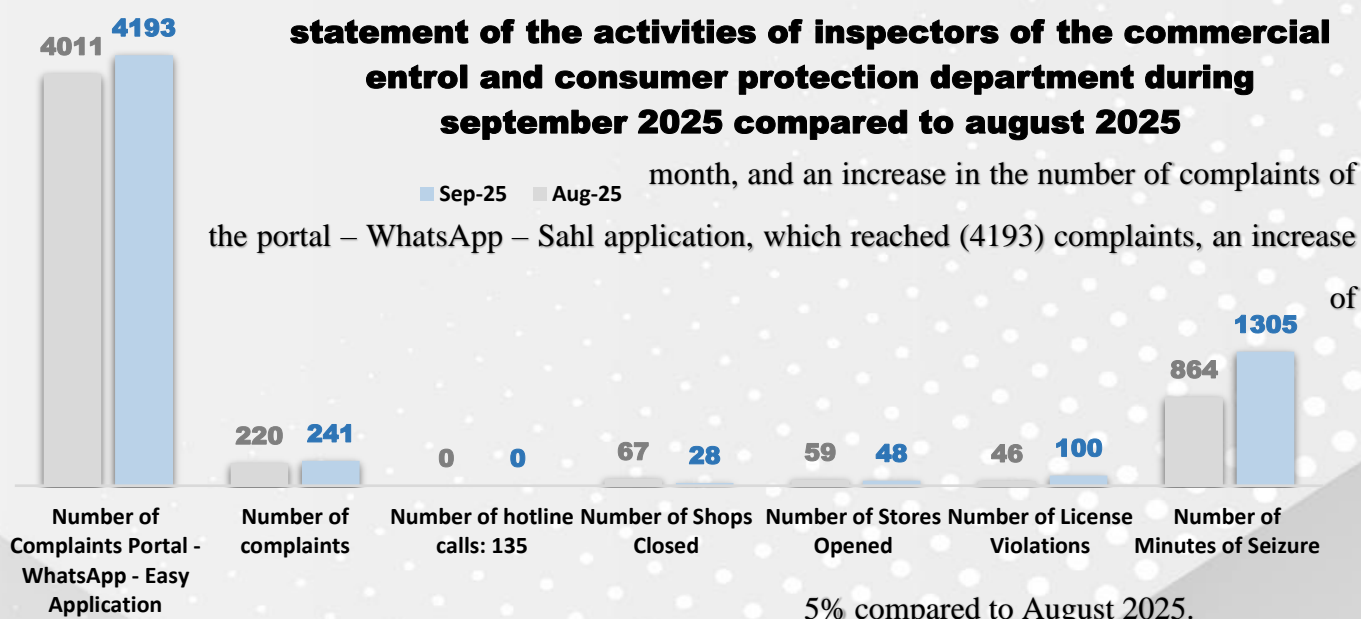 statement of the activities of inspectors of the commercial
entrol and consumer protection department during
september 2025 compared to august 2025
Sep-25 Aug-25
month, and an increase in the number of complaints of
the portal – WhatsApp – Sahl application, which reached (4193) complaints, an increase
of
4011 4193
220 241
0 0
67 28
59 48
46 100
864 1305
Number of
Complaints Portal -
WhatsApp - Easy
Application
Number of
complaints
Number of hotline
calls: 135
Number of Shops
Closed
Number of Stores
Opened
Number of License
Violations
Number of
Minutes of Seizure
5% compared to August 2025.